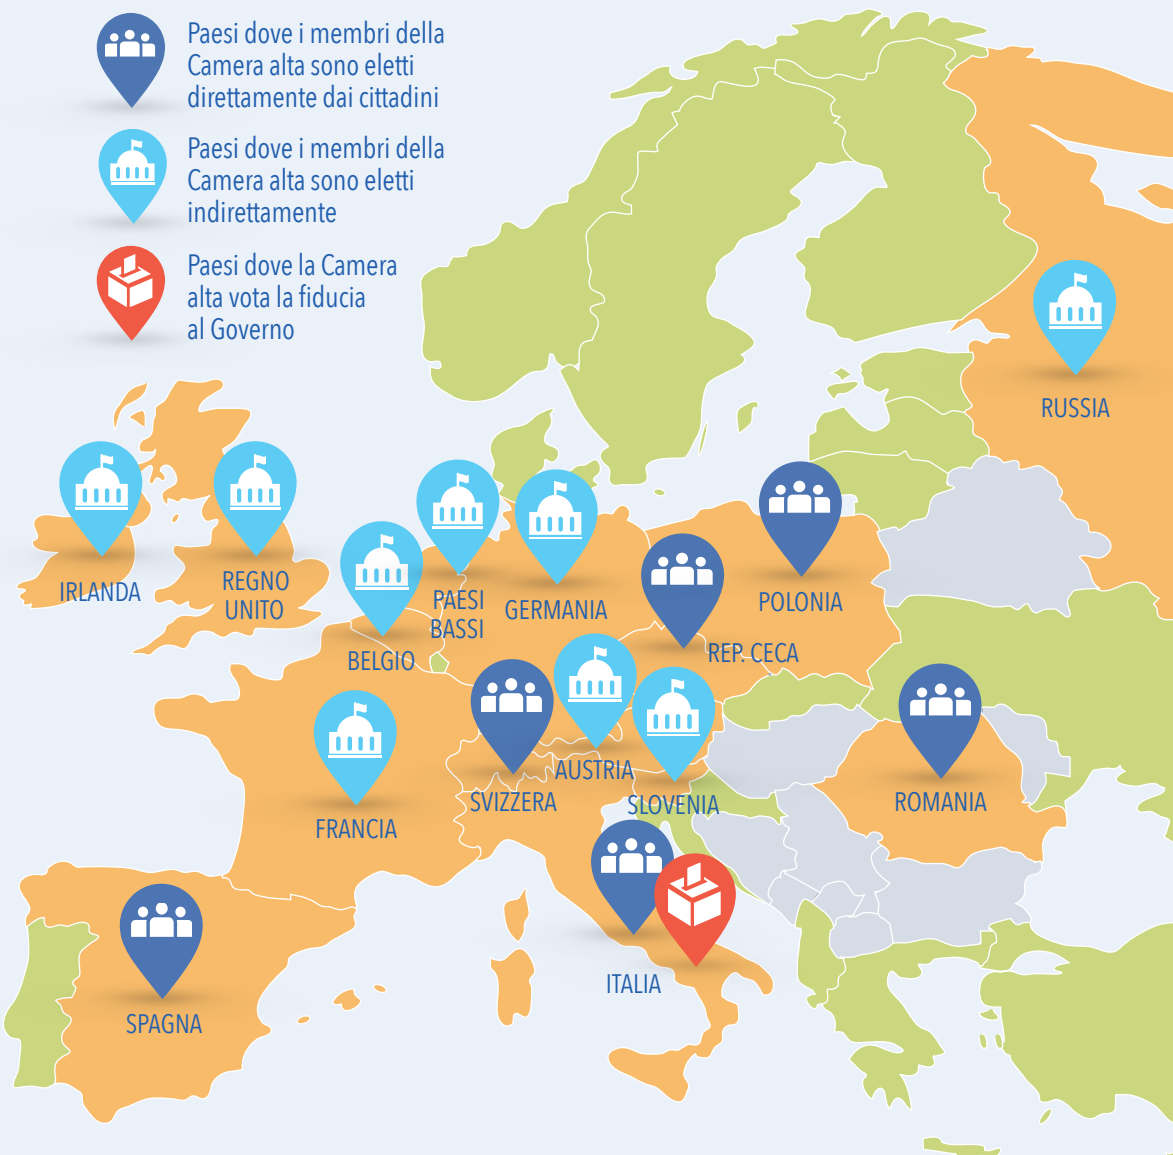 Paesi dove i membri della
Camera alta sono eletti
direttamente dai cittadini
Paesi dove i membri della
Camera alta sono eletti
indirettamente
Paesi dove la Camera
alta vota la fiducia
al Governo
RUSSIA
IRLANDA
REGNO
UNITO
PAESI
BASSI
GERMANIA
POLONIA
BELGIO
REP. CECA
AUSTRIA
SVIZZERA
SLOVENIA
ROMANIA
FRANCIA
ITALIA
SPAGNA